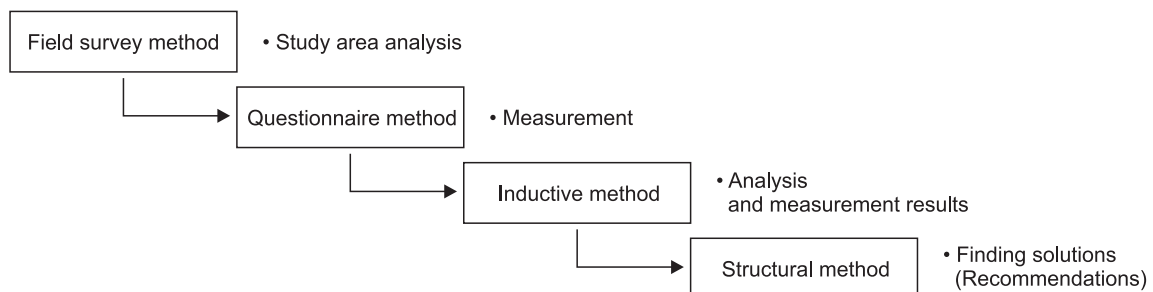 Field survey method
• Study area analysis
Questionnaire method
• Measurement
Inductive method
• Analysis
and measurement results
Structural method
• Finding solutions
(Recommendations)